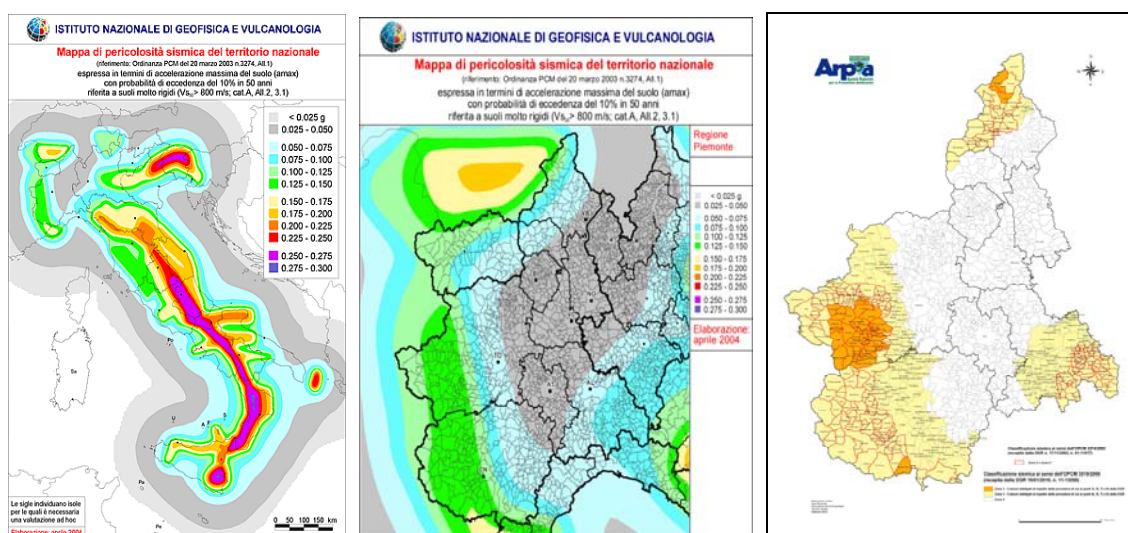 ISTITUTO NAZIONALE DI GEOFISICA E VULCANOLOGIA
Mappa di pericolosità sismica del territorio nazionale
(riferimento: Ordinanza PCM del 20 marzo 2003 n.3274, All.1)
espressa in termini di accelerazione massima del suolo (amax)
con probabilità di eccedenza del 10% in 50 anni
riferita a suoli molto rigidi (Vs30> 800 m/s; cat.A, All.2, 3.1)
< 0.025 g
0.025 - 0.050
0.050 - 0.075
0.075 - 0.100
0.100 - 0.125
0.125 - 0.150
0.150 - 0.175
0.175 - 0.200
0.200 - 0.225
0.225 - 0.250
0.250 - 0.275
0.275 - 0.300
Le sigle individuano isole
per le quali è necessaria
una valutazione ad hoc
Elaborazione: aprile 2004
0 50 100 150 km
ISTITUTO NAZIONALE DI GEOFISICA E VULCANOLOGIA
Mappa di pericolosità sismica del territorio nazionale
(riferimento: Ordinanza PCM del 20 marzo 2003 n.3274, All.1)
espressa in termini di accelerazione massima del suolo (amax)
con probabilità di eccedenza del 10% in 50 anni
riferita a suoli molto rigidi (Vs30> 800 m/s; cat.A, All.2, 3.1)
Regione
Piemonte
< 0.025 g
0.025 - 0.050
0.050 - 0.075
0.075 - 0.100
0.100 - 0.125
0.125 - 0.150
0.150 - 0.175
0.175 - 0.200
0.200 - 0.225
0.225 - 0.250
0.250 - 0.275
0.275 - 0.300
Elaborazione:
aprile 2004
Arpa